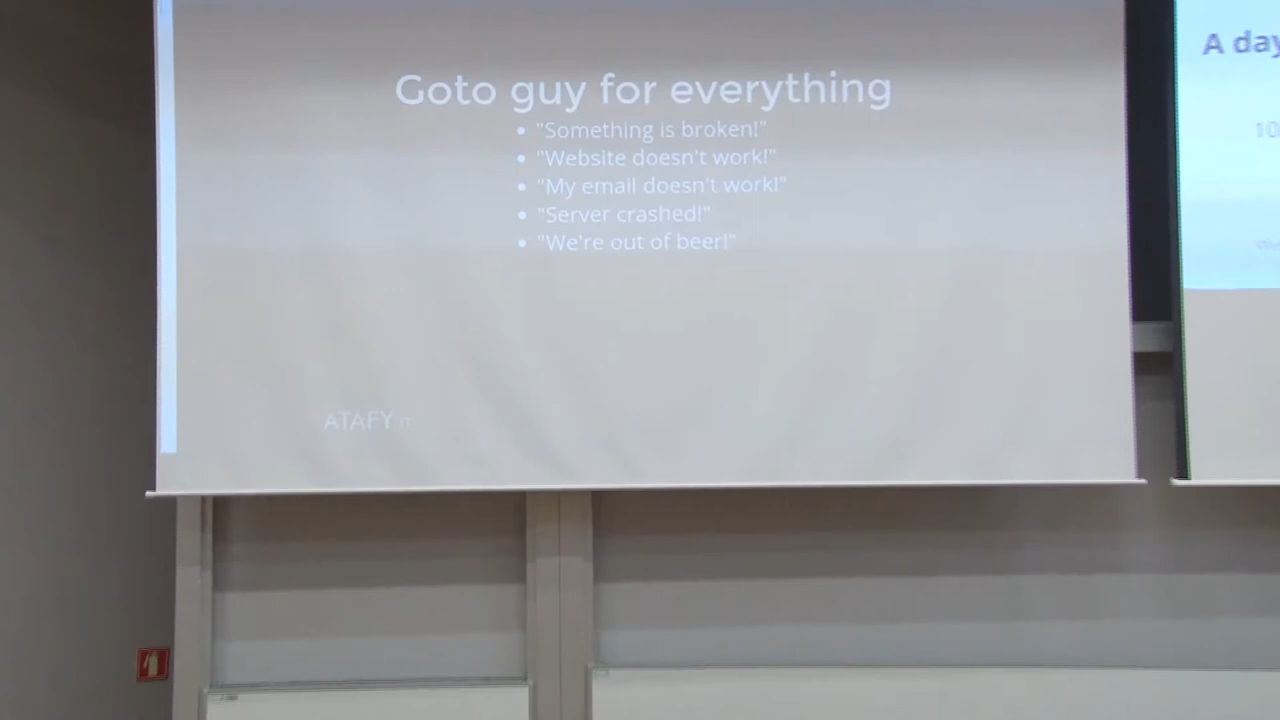 Goto guy for everything
• "Something is broken!"
• "Website doesn't work!"
• "My email doesn't work!"
• "Server crashed!"
• "We're out of beer!"
ATAFY IT
A day
10